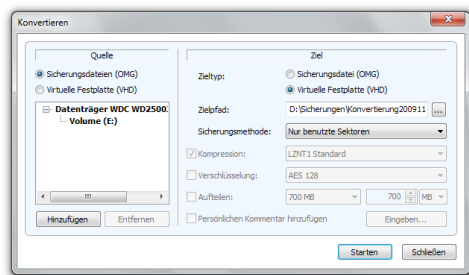 Konvertieren
Quelle
Sicherungsdateien (OMG)
Virtuelle Festplatte (VHD)
Datenträger WDC WD2500
Volume (E:)
Hinzufügen
Entfernen
Ziel
Zieltyp:
Sicherungsdatei (OMG)
Virtuelle Festplatte (VHD)
Zielpfad:
D:\Sicherungen\Konvertierung200911
...
Sicherungsmethode:
Nur benutzte Sektoren
Kompression:
LZNT1 Standard
Verschlüsselung:
AES 128
Aufteilen:
700 MB
700
MB
Persönlichen Kommentar hinzufügen
Eingeben...
Starten
Schließen